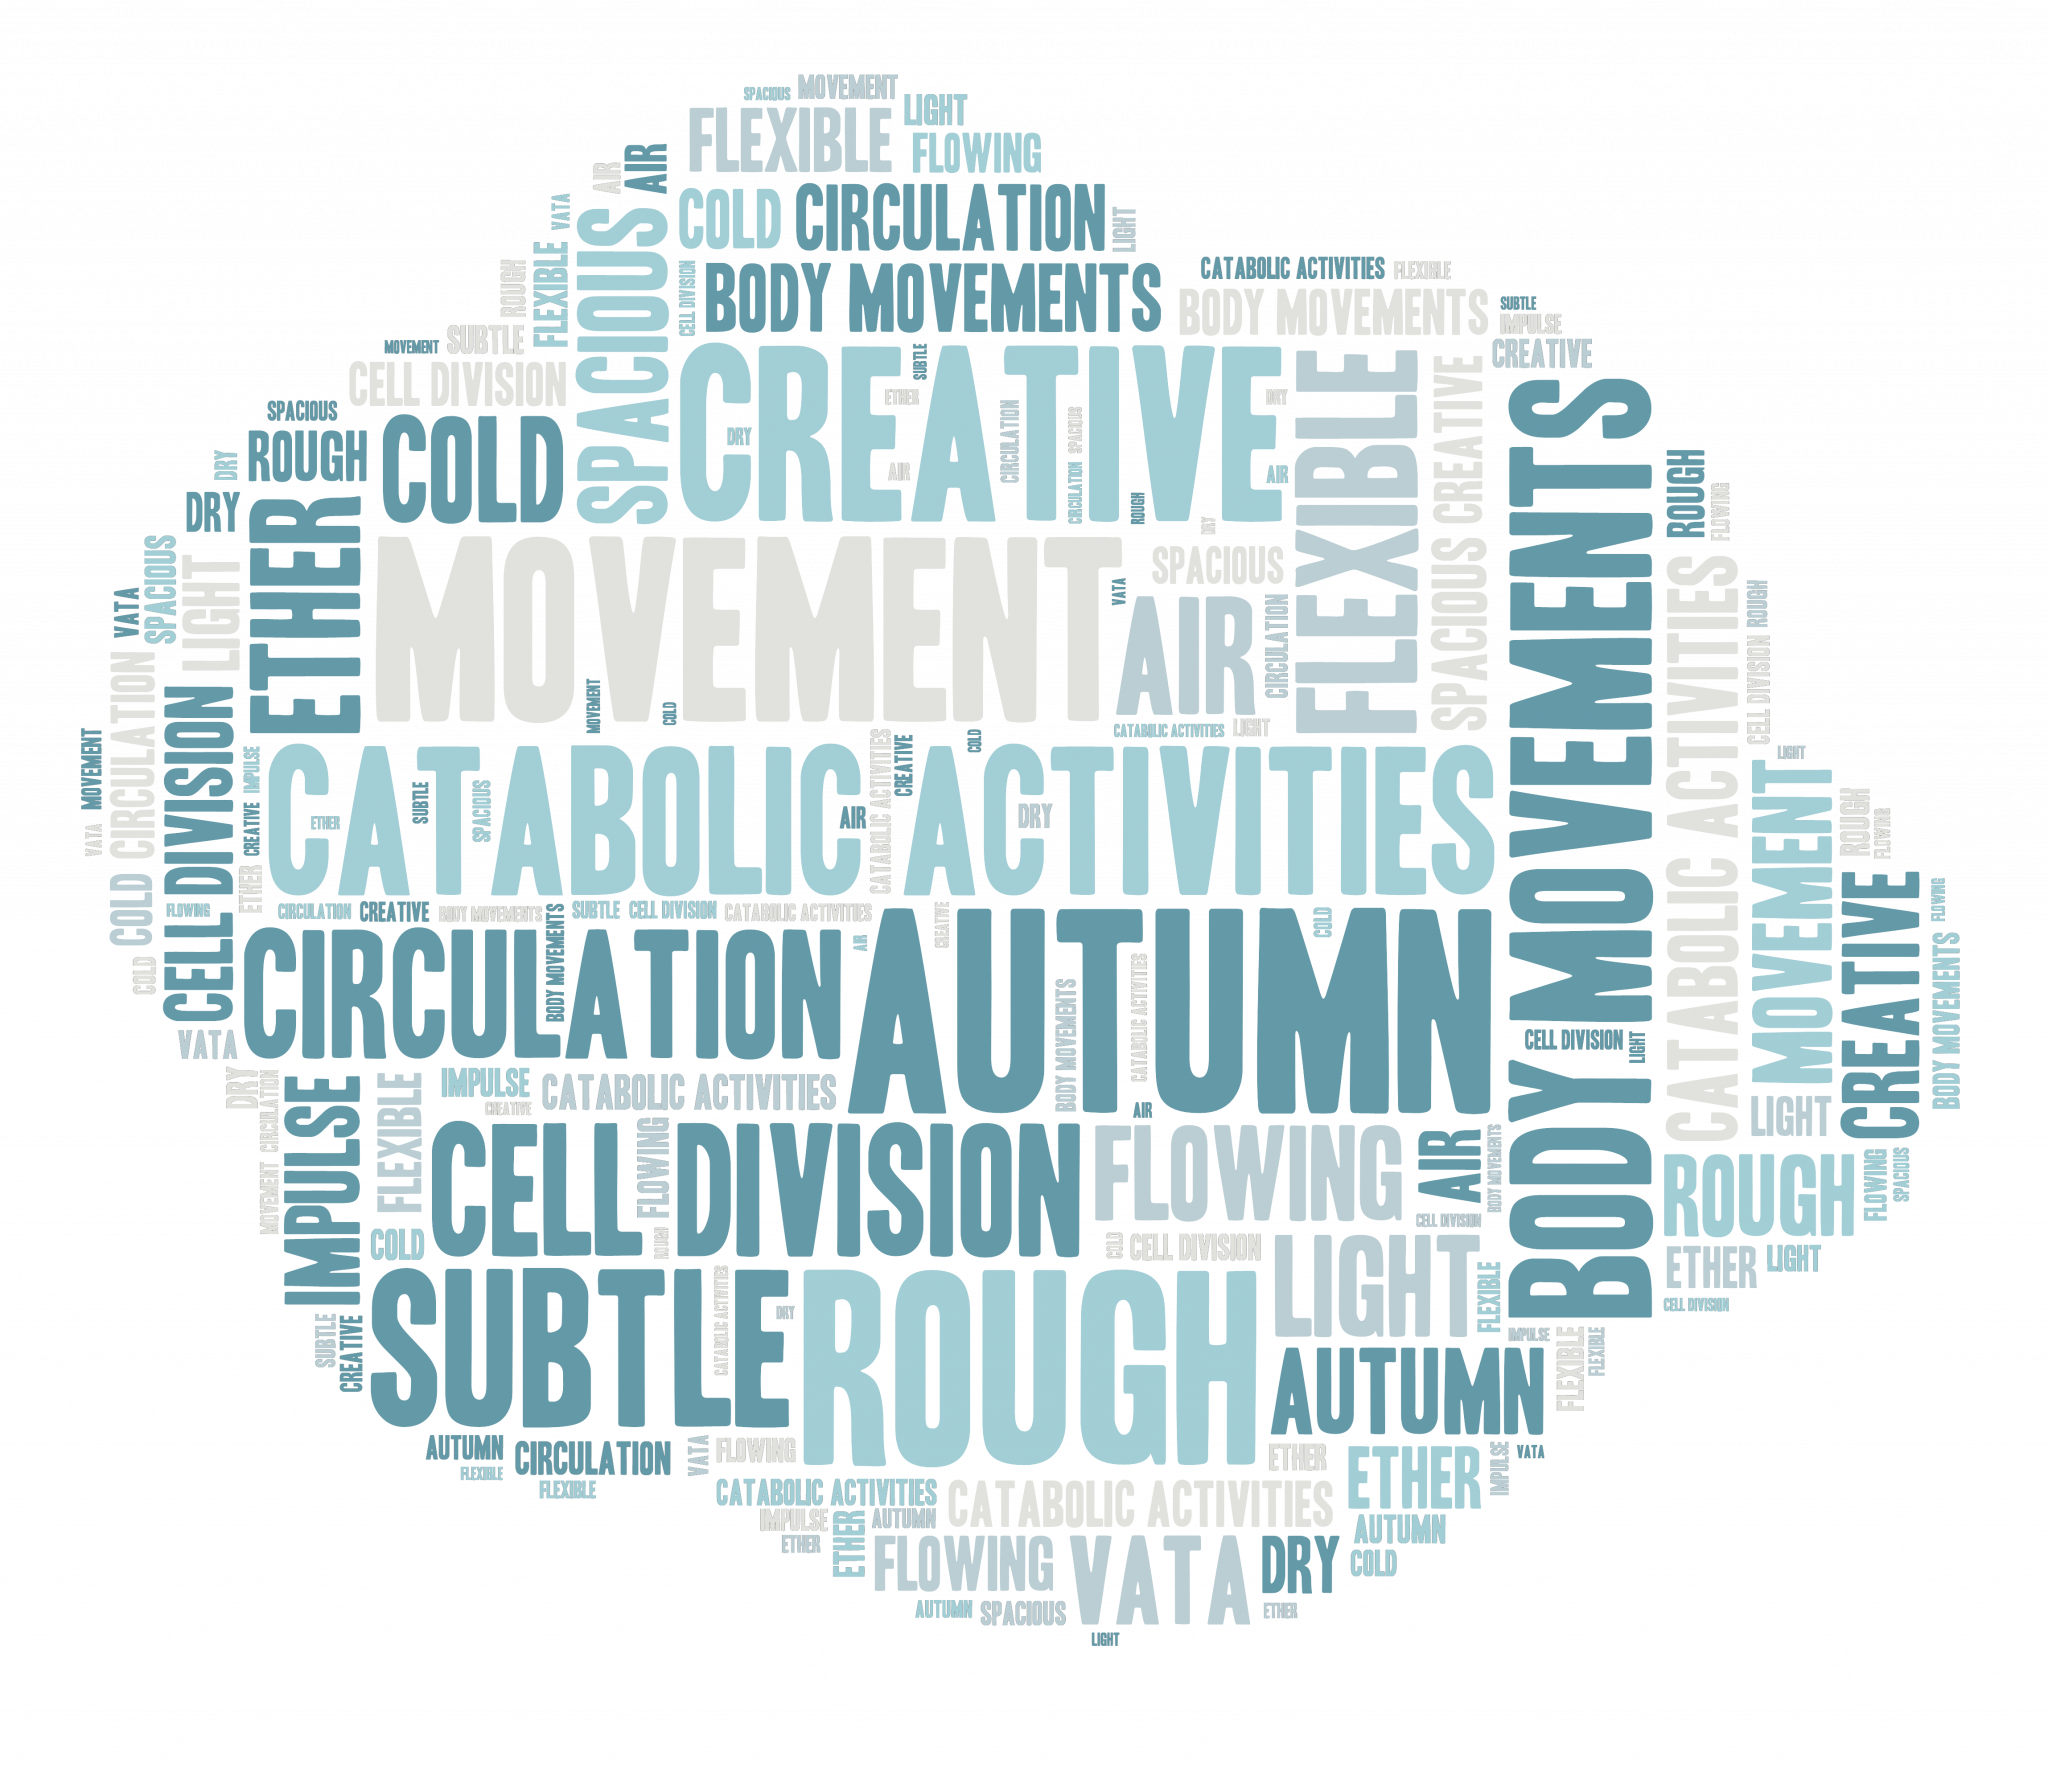 SPACIOUS MOVEMENT
FLEXIBLE LIGHT
FLOWING
AIR AIR
VATA
COLD CIRCULATION LIGHT
SPACIOUS
FLEXIBLE
ROUGH
CELL DIVISION
BODY MOVEMENTS
CATABOLIC ACTIVITIES FLEXIBLE
BODY MOVEMENTS
SUBTLE
IMPULSE
CREATIVE
MOVEMENT SUBTLE
CELL DIVISION
CREATIVE
SUBTLE
ETHER
DRY
DRY
AIR
CIRCULATION
SPACIOUS
CIRCULATION
ROUGH
AIR
FLEXIBLE
CREATIVE
SPACIOUS
BODY MOVEMENTS
SPACIOUS
ROUGH
COLD
DRY
DRY
ETHER
ROUGH
FLOWING
MOVEMENT
DRY
SPACIOUS
VATA
AIR
CIRCULATION
CATABOLIC ACTIVITIES LIGHT
MOVEMENT
COLD
SPACIOUS
VATA
LIGHT
CIRCULATION
CELL DIVISION
MOVEMENT
VATA
COLD
COLD
FLOWING
IMPULSE
CREATIVE
ETHER
CATABOLIC ACTIVITIES
ETHER
SUBTLE
SPACIOUS
AIR
CATABOLIC ACTIVITIES
CREATIVE
COLD
DRY
CATABOLIC ACTIVITIES
ROUGH
CELL DIVISION
LIGHT
MOVEMENT
ROUGH
FLOWING
CREATIVE
FLOWING
BODY MOVEMENTS
CIRCULATION CREATIVE BODY MOVEMENTS SUBTLE CELL DIVISION CATABOLIC ACTIVITIES
BODY MOVEMENTS
CIRCULATION
AIR
CREATIVE
AUTUMN
COLD
BODY MOVEMENTS
CATABOLIC ACTIVITIES
AIR
CELL DIVISION
LIGHT
VATA
DRY
CIRCULATION
MOVEMENT
IMPULSE
FLEXIBLE
IMPULSE
CREATIVE
CATABOLIC ACTIVITIES
LIGHT
CELL DIVISION
FLOWING
ROUGH
FLOWING
AIR
BODY MOVEMENTS
CELL DIVISION
ROUGH
FLOWING
SPACIOUS
COLD
COLD
CELL DIVISION
LIGHT
FLEXIBLE
ETHER LIGHT
CELL DIVISION
SUBTLE
CREATIVE
SUBTLE
CATABOLIC ACTIVITIES
DRY
ROUGH
IMPULSE
FLEXIBLE
FLEXIBLE
AUTUMN
AUTUMN
FLEXIBLE
CIRCULATION
FLEXIBLE
VATA
FLOWING
ETHER
ETHER
IMPULSE
VATA
CATABOLIC ACTIVITIES
CATABOLIC ACTIVITIES
IMPULSE
ETHER
ETHER
AUTUMN
AUTUMN
FLOWING
VATA
DRY
COLD
AUTUMN
SPACIOUS
ETHER
LIGHT